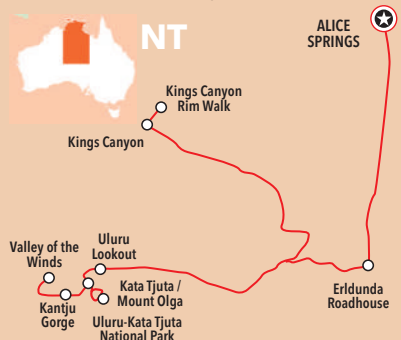 NT
ALICE
SPRINGS
Kings Canyon
Rim Walk
Kings Canyon
Uluru
Lookout
Valley of the
Winds
Kata Tjuta /
Mount Olga
Erldunda
Roadhouse
Kantju
Gorge
Uluru-Kata Tjuta
National Park